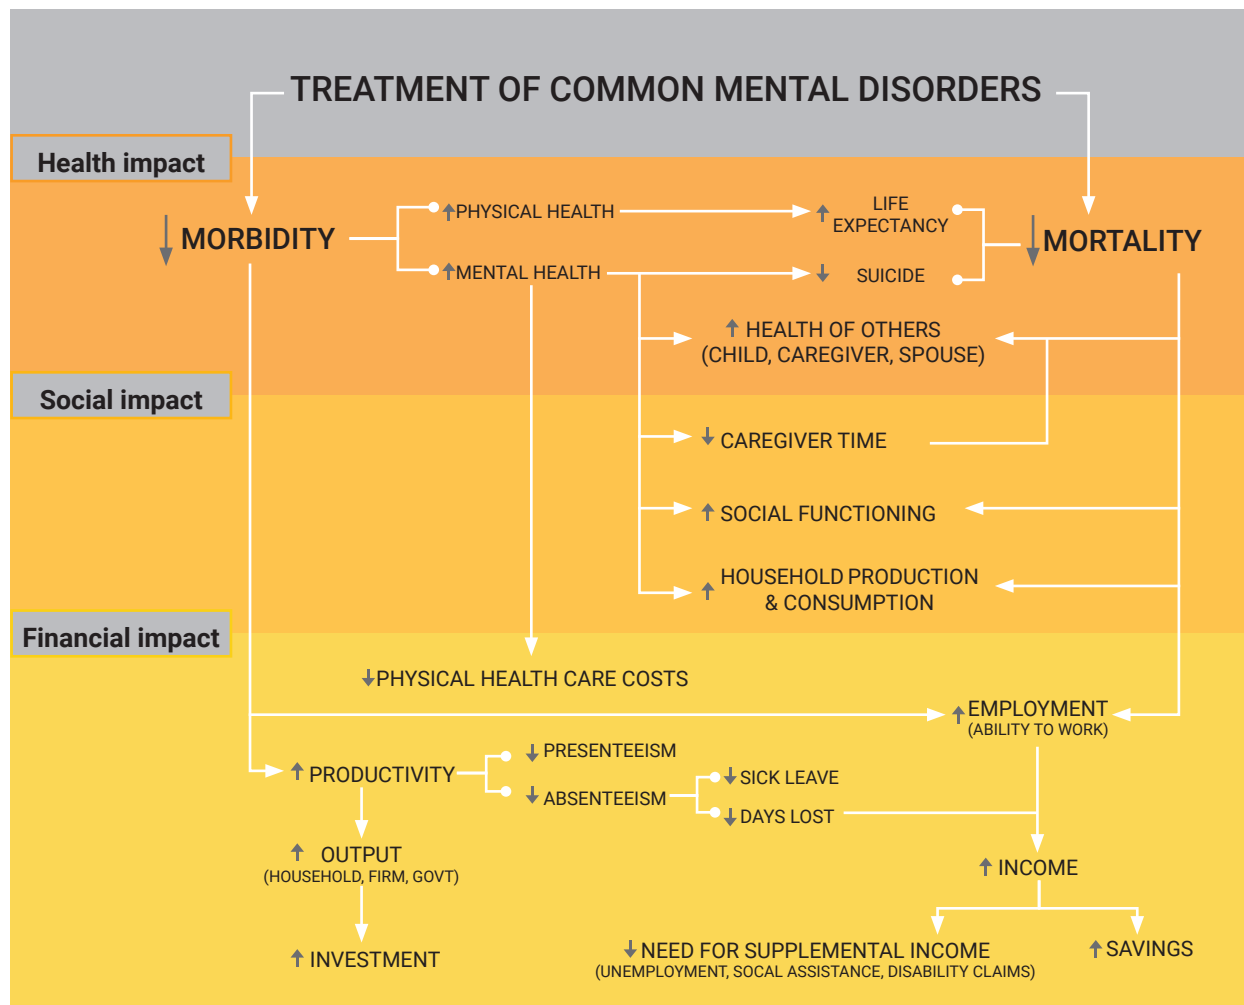 TREATMENT OF COMMON MENTAL DISORDERS
Health impact
MORBIDITY
PHYSICAL HEALTH
MENTAL HEALTH
LIFE
EXPECTANCY
SUICIDE
MORTALITY
HEALTH OF OTHERS
(CHILD, CAREGIVER, SPOUSE)
Social impact
CAREGIVER TIME
SOCIAL FUNCTIONING
HOUSEHOLD PRODUCTION
& CONSUMPTION
Financial impact
PHYSICAL HEALTH CARE COSTS
EMPLOYMENT
(ABILITY TO WORK)
PRODUCTIVITY
PRESENTEEISM
ABSENTEEISM
SICK LEAVE
DAYS LOST
OUTPUT
(HOUSEHOLD, FIRM, GOVT)
INCOME
INVESTMENT
NEED FOR SUPPLEMENTAL INCOME
(UNEMPLOYMENT, SOCAL ASSISTANCE, DISABILITY CLAIMS)
SAVINGS